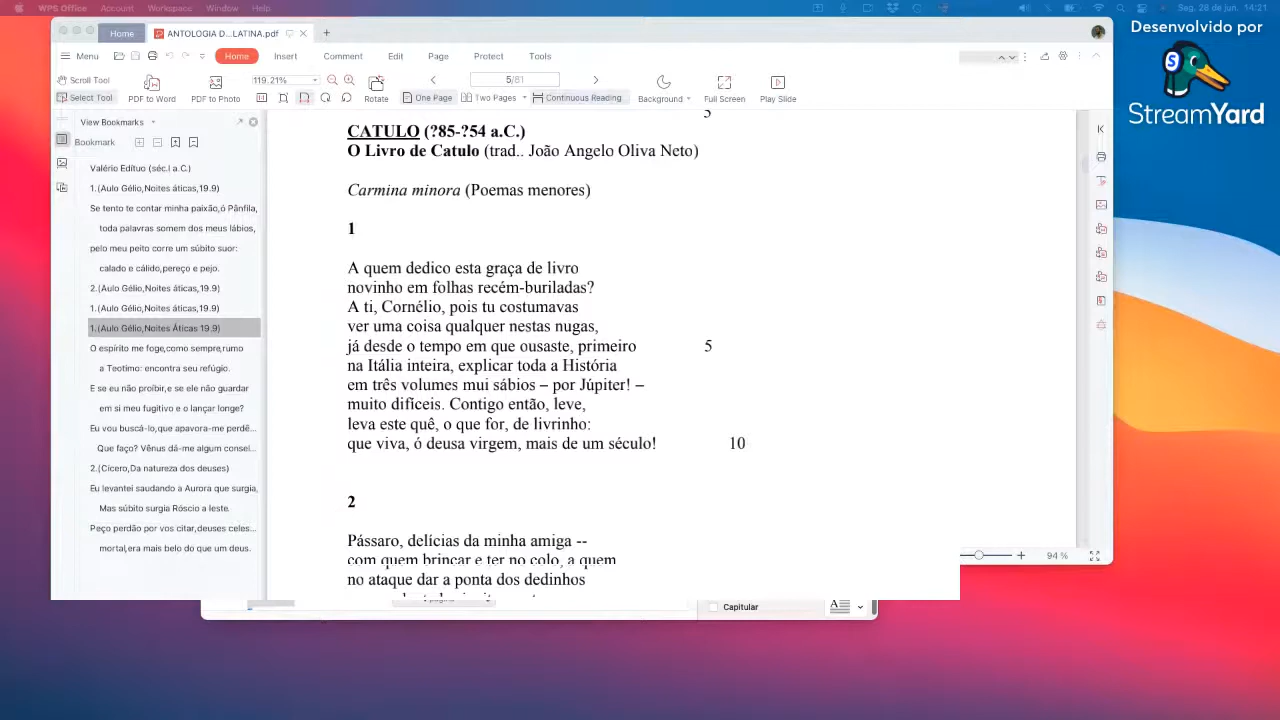 WPS Office Account Workspace Window Help
Seg. 28 de jun. 14:21
Desenvolvido por
StreamYard
Home
ANTOLOGIA D...LATINA.pdf
Menu
Home Insert Comment Edit Page Protect Tools
Scroll Tool
Select Tool
PDF to Word
PDF to Photo
119.21%
5/81
Rotate
One Page
Two Pages
Continuous Reading
Background
Full Screen
Play Slide
View Bookmarks
Bookmark
Valério Edítuo (séc.I a.C.)
1.(Aulo Gélio,Noites áticas,19.9)
Se tento te contar minha paixão,ó Pânfila,
toda palavras somem dos meus lábios,
pelo meu peito corre um súbito suor:
calado e cálido,pereço e pejo.
2.(Aulo Gélio,Noites áticas,19.9)
1.(Aulo Gélio,Noites áticas,19.9)
1.(Aulo Gélio,Noites Áticas 19.9)
O espírito me foge,como sempre,rumo
a Teotimo: encontra seu refúgio.
E se eu não proibir,e se ele não guardar
em si meu fugitivo e o lançar longe?
Eu vou buscá-lo,que apavora-me perdê...
Que faço? Vênus dá-me algum consel...
2.(Cícero,Da natureza dos deuses)
Eu levantei saudando a Aurora que surgia,
Mas súbito surgia Róscio a leste.
Peço perdão por vos citar,deuses celes...
mortal,era mais belo do que um deus.
5
CATULO (?85-?54 a.C.)
O Livro de Catulo (trad.. João Angelo Oliva Neto)
Carmina minora (Poemas menores)
1
A quem dedico esta graça de livro
novinho em folhas recém-buriladas?
A ti, Cornélio, pois tu costumavas
ver uma coisa qualquer nestas nugas,
já desde o tempo em que ousaste, primeiro 5
na Itália inteira, explicar toda a História
em três volumes mui sábios – por Júpiter! –
muito difíceis. Contigo então, leve,
leva este quê, o que for, de livrinho:
que viva, ó deusa virgem, mais de um século! 10
2
Pássaro, delícias da minha amiga --
com quem brincar e ter no colo, a quem
no ataque dar a ponta dos dedinhos
94 %
Capitular